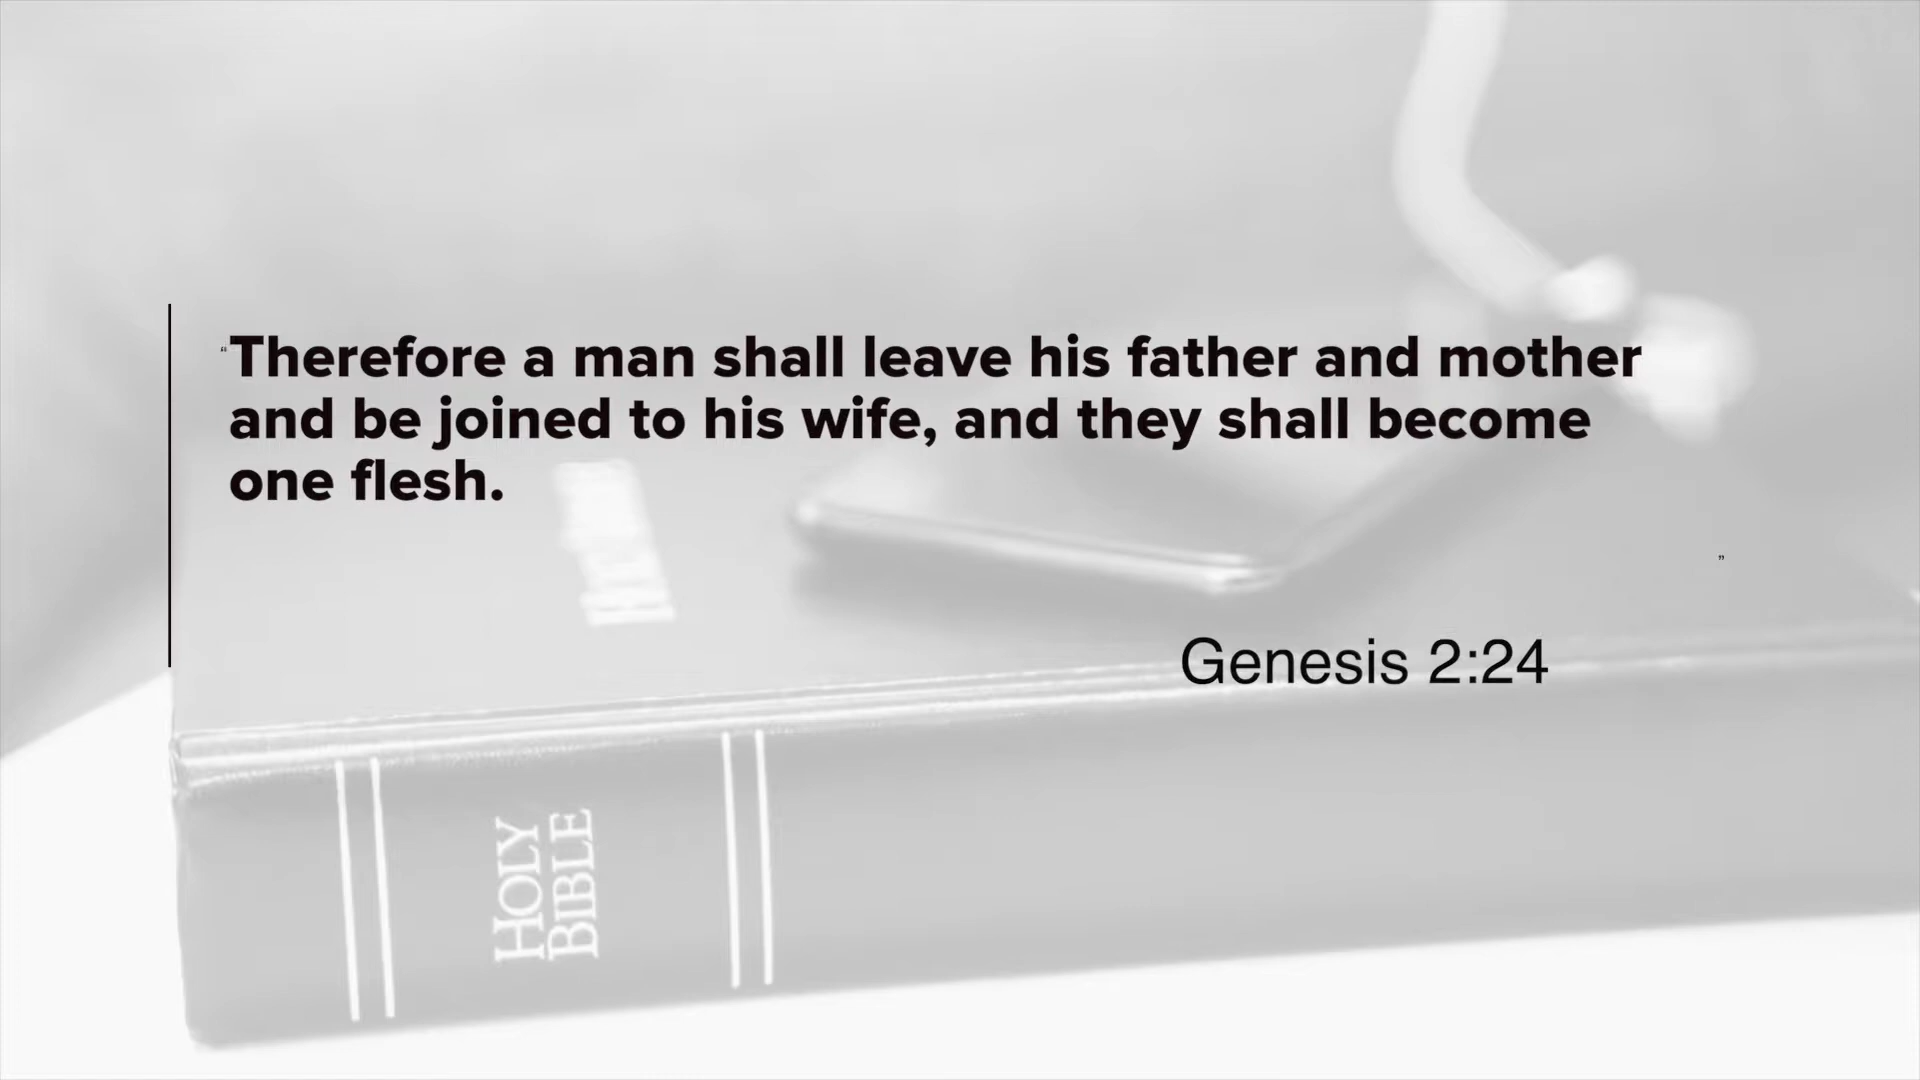 “Therefore a man shall leave his father and mother
and be joined to his wife, and they shall become
one flesh.
”
Genesis 2:24
HOLY
BIBLE